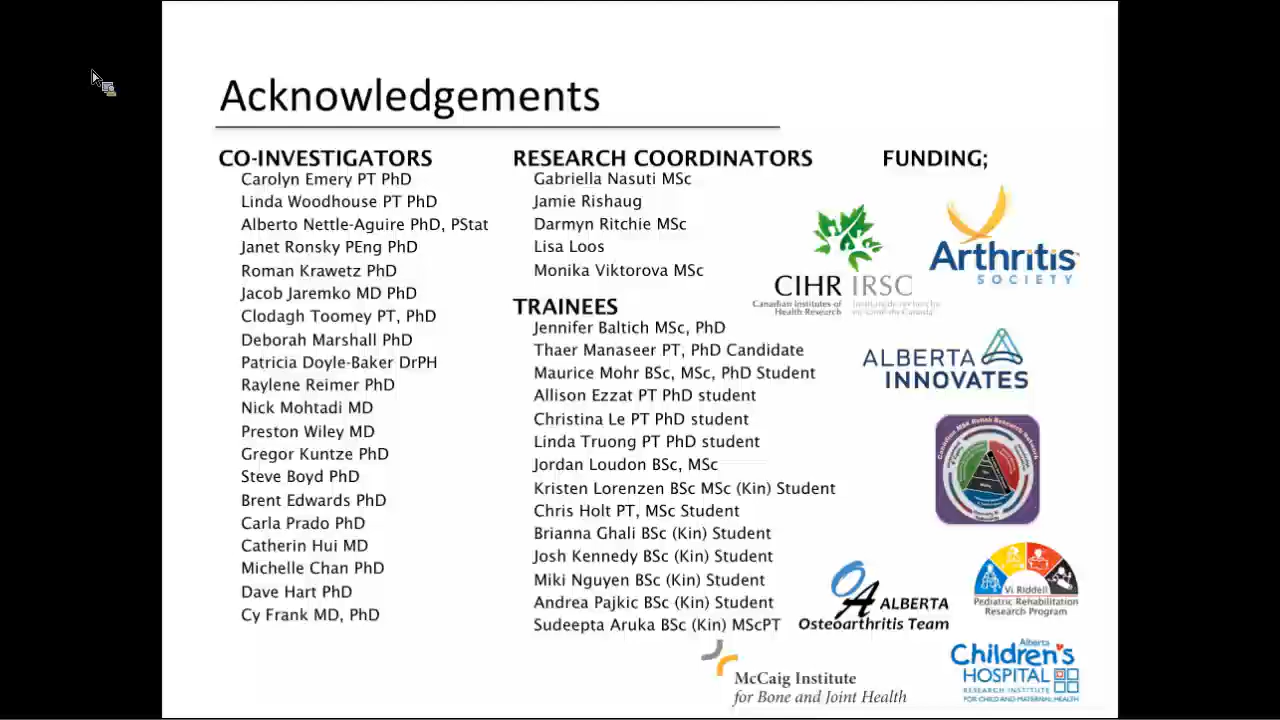 Acknowledgements
CO-INVESTIGATORS
Carolyn Emery PT PhD
Linda Woodhouse PT PhD
Alberto Nettle-Aguire PhD, PStat
Janet Ronsky PEng PhD
Roman Krawetz PhD
Jacob Jaremko MD PhD
Clodagh Toomey PT, PhD
Deborah Marshall PhD
Patricia Doyle-Baker DrPH
Raylene Reimer PhD
Nick Mohtadi MD
Preston Wiley MD
Gregor Kuntze PhD
Steve Boyd PhD
Brent Edwards PhD
Carla Prado PhD
Catherin Hui MD
Michelle Chan PhD
Dave Hart PhD
Cy Frank MD, PhD
RESEARCH COORDINATORS
Gabriella Nasuti MSc
Jamie Rishaug
Darmyn Ritchie MSc
Lisa Loos
Monika Viktorova MSc
TRAINEES
Jennifer Baltich MSc, PhD
Thaer Manaseer PT, PhD Candidate
Maurice Mohr BSc, MSc, PhD Student
Allison Ezzat PT PhD student
Christina Le PT PhD student
Linda Truong PT PhD student
Jordan Loudon BSc, MSc
Kristen Lorenzen BSc MSc (Kin) Student
Chris Holt PT, MSc Student
Brianna Ghali BSc (Kin) Student
Josh Kennedy BSc (Kin) Student
Miki Nguyen BSc (Kin) Student
Andrea Pajkic BSc (Kin) Student
Sudeepta Aruka BSc (Kin) MScPT
FUNDING;
CIHR IRSC
Canadian Institutes of
Health Research
Arthritis
SOCIETY
ALBERTA
INNOVATES
Canadian MSK Rehab Research Network
OA ALBERTA
Osteoarthritis Team
Vi Riddell
Pediatric Rehabilitation
Research Program
McCaig Institute
for Bone and Joint Health
Alberta
Children's
HOSPITAL
RESEARCH INSTITUTE
FOR CHILD AND MATERNAL HEALTH